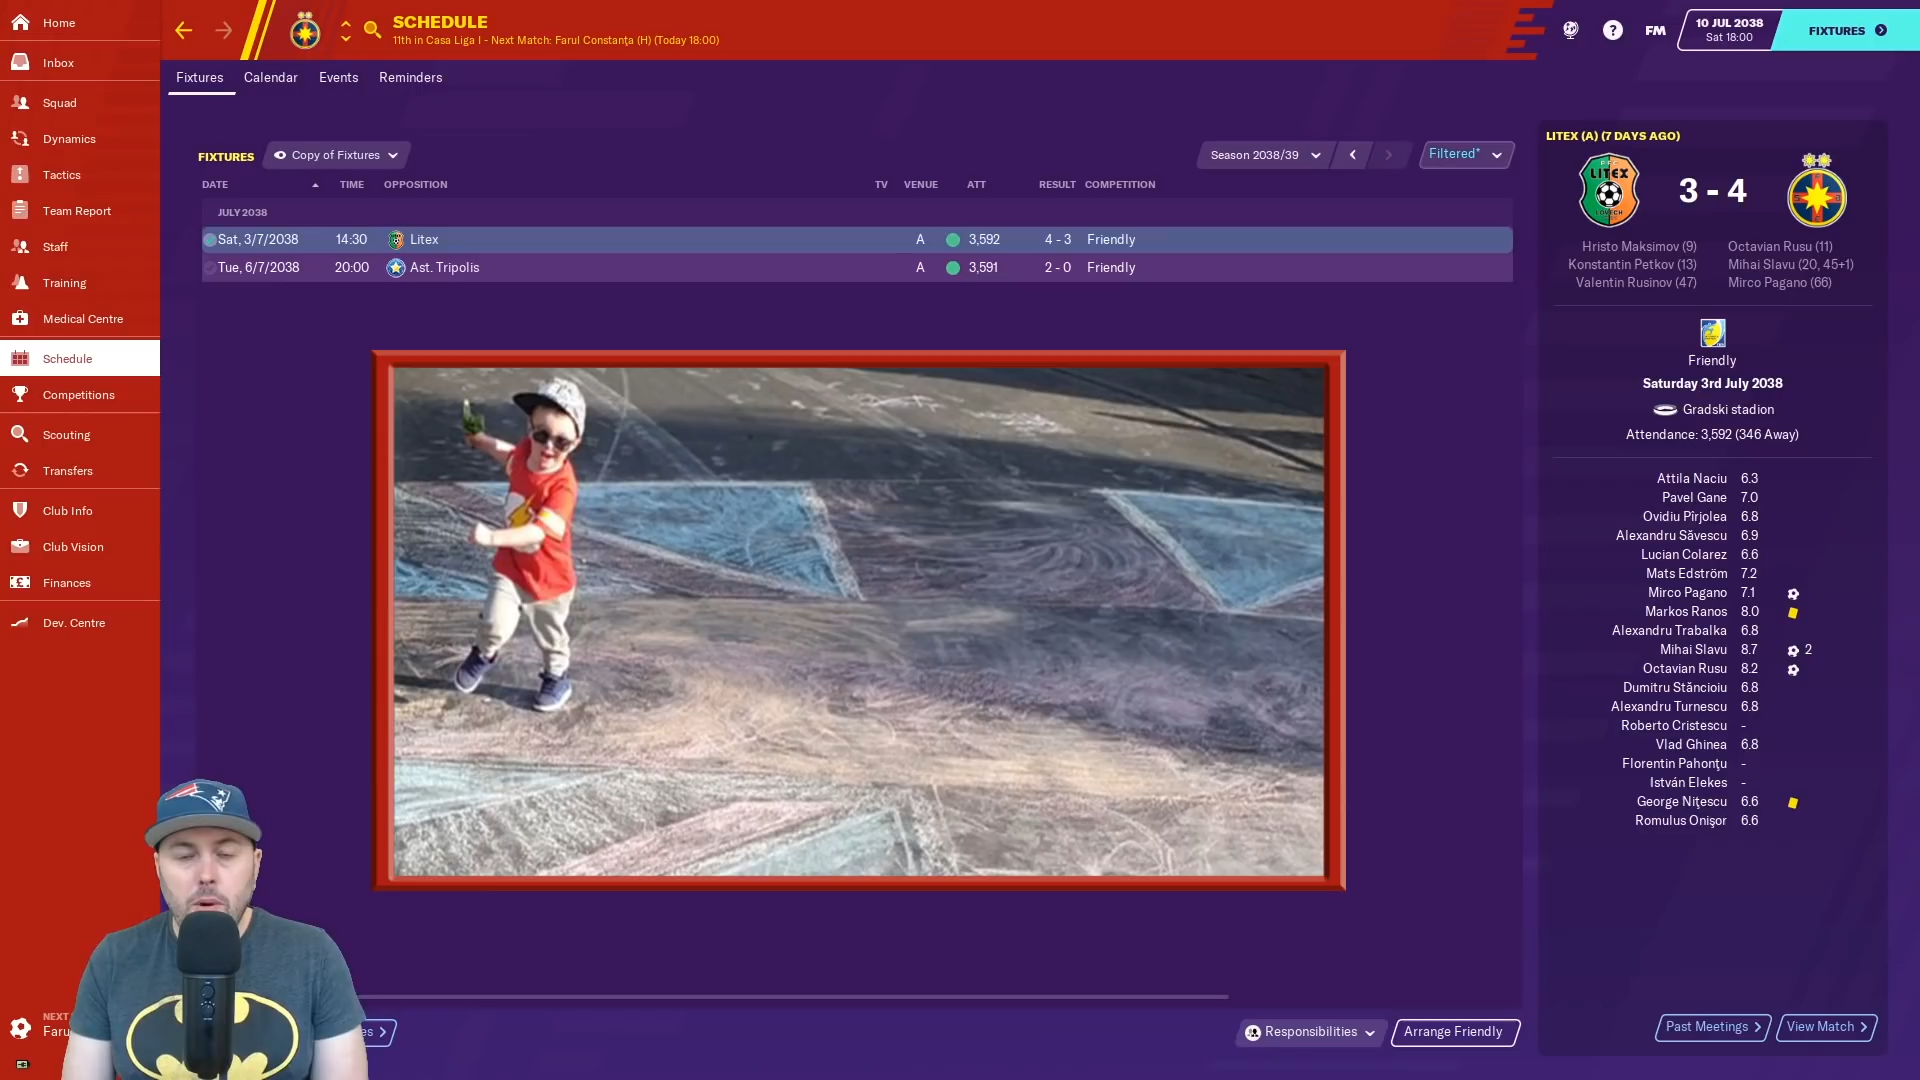 Home
Inbox
Squad
Dynamics
Tactics
Team Report
Staff
Training
Medical Centre
Schedule
Competitions
Scouting
Transfers
Club Info
Club Vision
Finances
Dev. Centre
NEXT
Faru
SCHEDULE
11th in Casa Liga I - Next Match: Farul Constanţa (H) (Today 18:00)
FM
10 JUL 2038
Sat 18:00
FIXTURES
Fixtures Calendar Events Reminders
FIXTURES Copy of Fixtures Season 2038/39 Filtered*
DATE TIME OPPOSITION TV VENUE ATT RESULT COMPETITION
JULY 2038
Sat, 3/7/2038 14:30 Litex A 3,592 4 - 3 Friendly
Tue, 6/7/2038 20:00 Ast. Tripolis A 3,591 2 - 0 Friendly
es
Responsibilities
Arrange Friendly
LITEX (A) (7 DAYS AGO)
LITEX
3 - 4
Hristo Maksimov (9) Octavian Rusu (11)
Konstantin Petkov (13) Mihai Slavu (20, 45+1)
Valentin Rusinov (47) Mirco Pagano (66)
Friendly
Saturday 3rd July 2038
Gradski stadion
Attendance: 3,592 (346 Away)
Attila Naciu 6.3
Pavel Gane 7.0
Ovidiu Pîrjolea 6.8
Alexandru Săvescu 6.9
Lucian Colarez 6.6
Mats Edström 7.2
Mirco Pagano 7.1
Markos Ranos 8.0
Alexandru Trabalka 6.8
Mihai Slavu 8.7 2
Octavian Rusu 8.2
Dumitru Stăncioiu 6.8
Alexandru Turnescu 6.8
Roberto Cristescu -
Vlad Ghinea 6.8
Florentin Pahonţu -
István Elekes -
George Niţescu 6.6
Romulus Onişor 6.6
Past Meetings
View Match